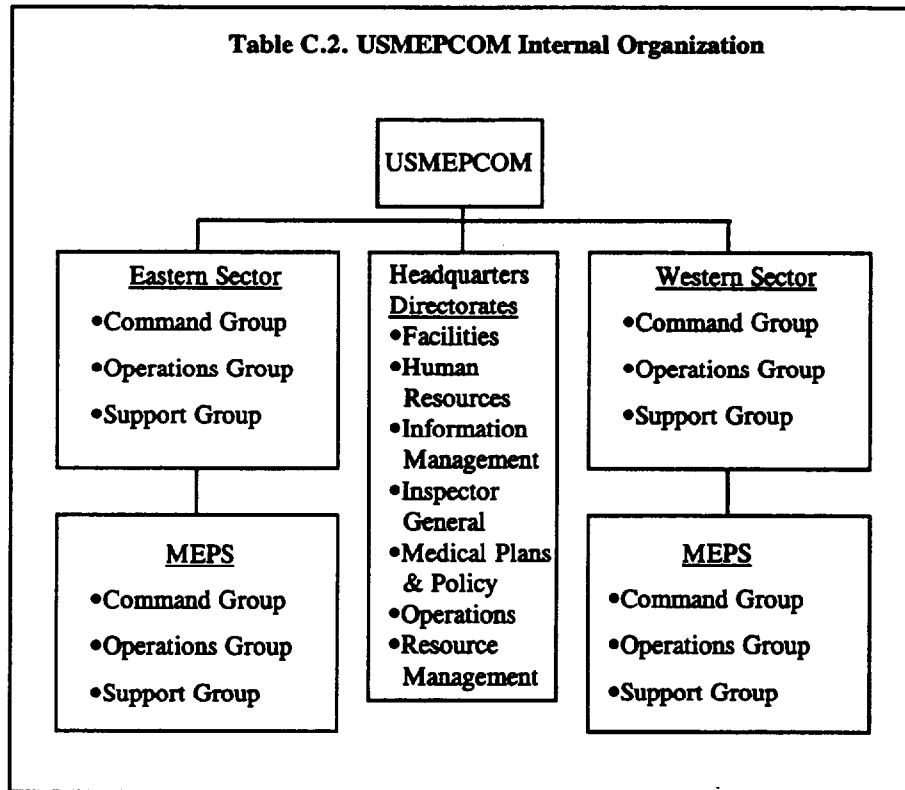 Table C.2. USMEPCOM Internal Organization
USMEPCOM
Eastern Sector
•Command Group
•Operations Group
•Support Group
Headquarters
Directorates
•Facilities
•Human
Resources
•Information
Management
•Inspector
General
•Medical Plans
& Policy
•Operations
•Resource
Management
Western Sector
•Command Group
•Operations Group
•Support Group
MEPS
•Command Group
•Operations Group
•Support Group
MEPS
•Command Group
•Operations Group
•Support Group